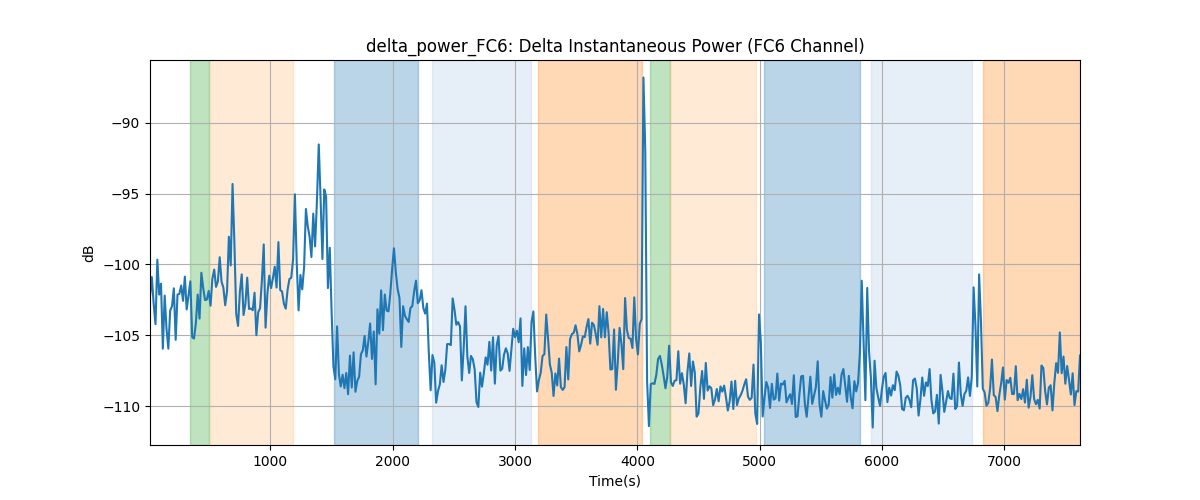 delta_power_FC6: Delta Instantaneous Power (FC6 Channel)
dB
−90
−95
−100
−105
−110
1000 2000 3000 4000 5000 6000 7000
Time(s)